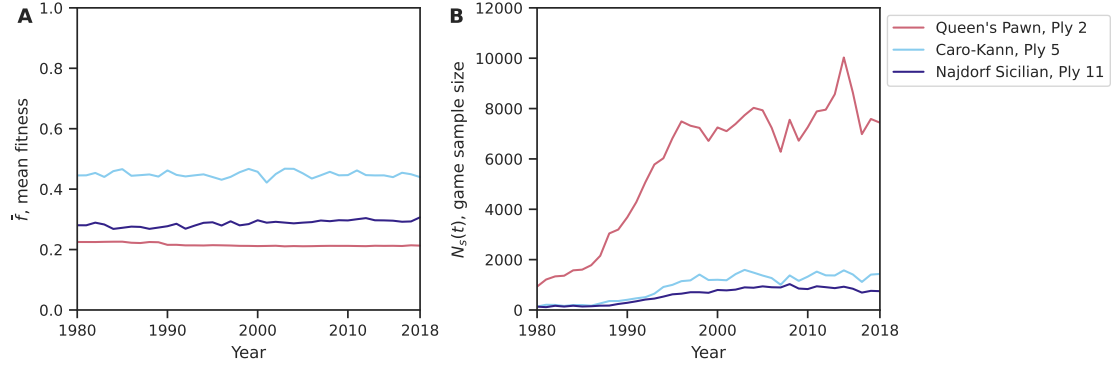 A
1.0
0.8
0.6
0.4
0.2
0.0
f̄, mean fitness
1980
1990
2000
2010
2018
Year
B
12000
10000
8000
6000
4000
2000
0
Nₛ(t), game sample size
1980
1990
2000
2010
2018
Year
Queen's Pawn, Ply 2
Caro-Kann, Ply 5
Najdorf Sicilian, Ply 11